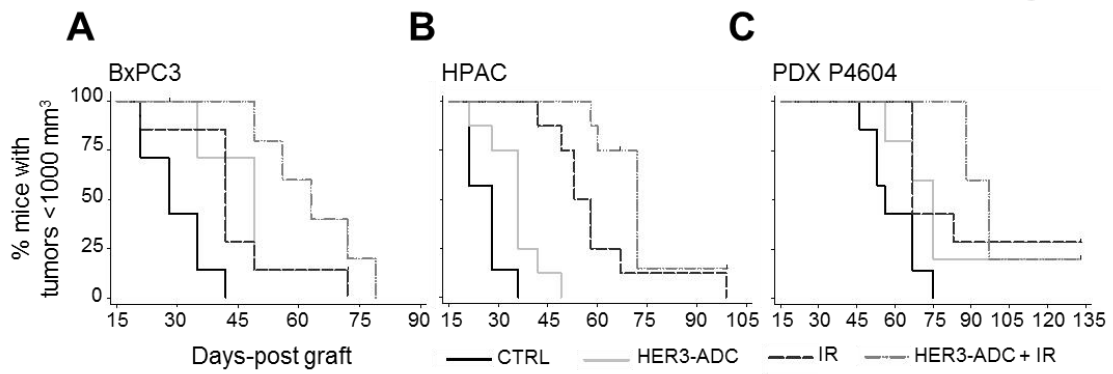 A
BxPC3
B
HPAC
C
PDX P4604
% mice with
tumors <1000 mm³
100
75
50
25
0
15 30 45 60 75 90
15 30 45 60 75 90 105
15 30 45 60 75 90 105 120 135
Days-post graft
CTRL
HER3-ADC
IR
HER3-ADC + IR